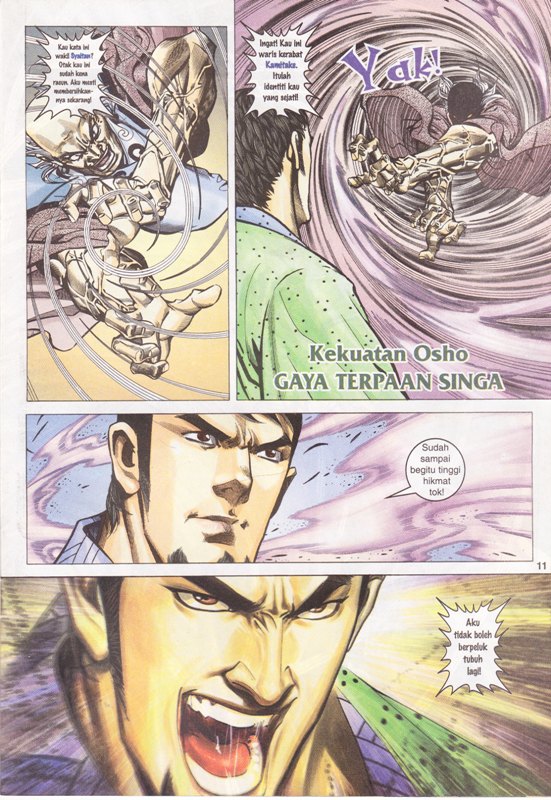 Kau kata ini
wakil Syaitan?
Otak kau ini
sudah kena
racun. Aku mesti
membersihkan-
nya sekarang!
Ingat! Kau ini
waris kerabat
Kamitake.
Itulah
identiti kau
yang sejati!
Yak!
Kekuatan Osho
GAYA TERPAAN SINGA
Sudah
sampai
begitu tinggi
hikmat
tok!
11
Aku
tidak boleh
berpeluk
tubuh
lagi!